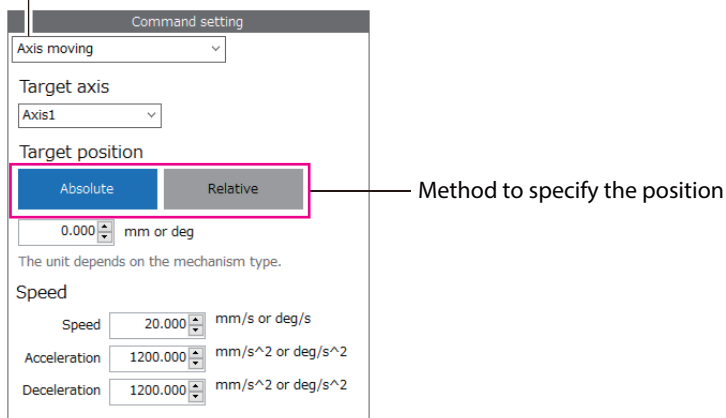 Command setting
Axis moving
Target axis
Axis1
Target position
Absolute Relative
Method to specify the position
0.000 mm or deg
The unit depends on the mechanism type.
Speed
Speed 20.000 mm/s or deg/s
Acceleration 1200.000 mm/s^2 or deg/s^2
Deceleration 1200.000 mm/s^2 or deg/s^2